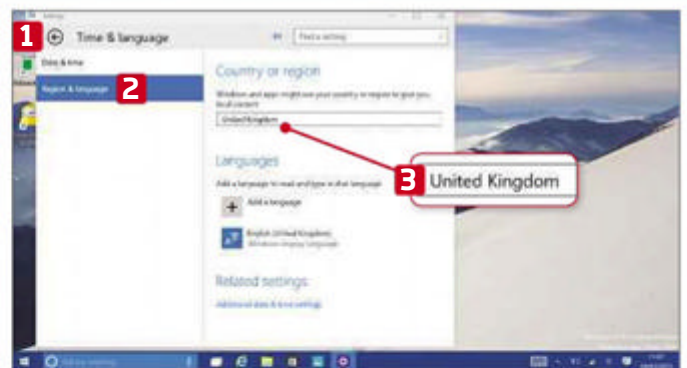 Settings
1
Time & language
Find a setting
Date & time
Region & language
2
Country or region
Windows and apps might use your country or region to give you
local content
United Kingdom
3
United Kingdom
Languages
Add a language to read and type in that language
+
Add a language
English (United Kingdom)
Windows display language
Related settings
Additional date & time settings